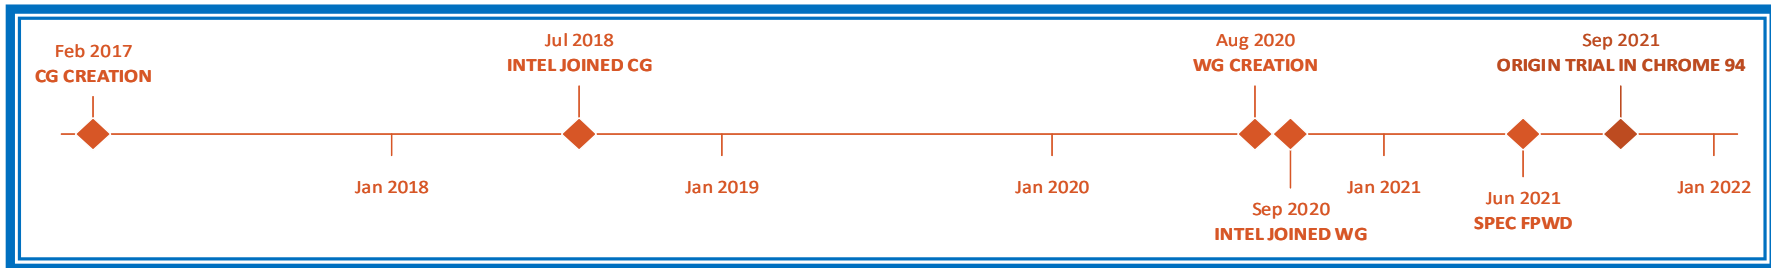 Feb 2017
CG CREATION
Jul 2018
INTEL JOINED CG
Aug 2020
WG CREATION
Sep 2021
ORIGIN TRIAL IN CHROME 94
Jan 2018
Jan 2019
Jan 2020
Jan 2021
Jan 2022
Sep 2020
INTEL JOINED WG
Jun 2021
SPEC FPWD